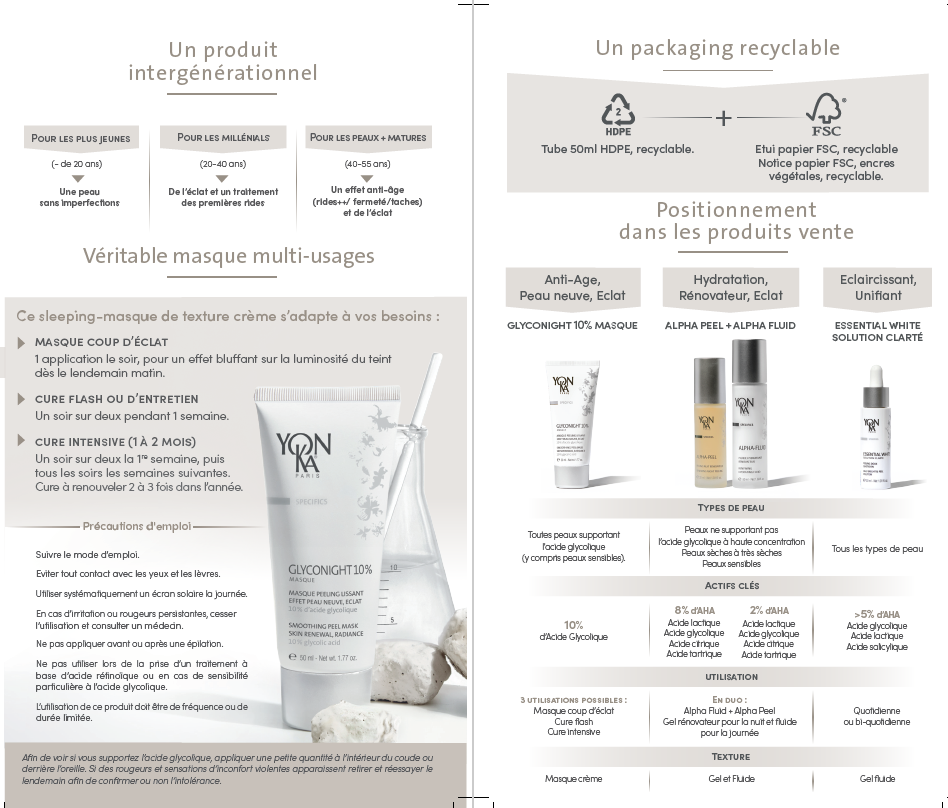 Un produit
intergénérationnel
POUR LES PLUS JEUNES
(- de 20 ans)
Une peau
sans imperfections
POUR LES MILLÉNIALS
(20-40 ans)
De l'éclat et un traitement
des premières rides
POUR LES PEAUX + MATURES
(40-55 ans)
Un effet anti-âge
(rides++/ fermeté/taches)
et de l'éclat
Véritable masque multi-usages
Ce sleeping-masque de texture crème s'adapte à vos besoins :
MASQUE COUP D'ÉCLAT
1 application le soir, pour un effet bluffant sur la luminosité du teint
dès le lendemain matin.
CURE FLASH OU D'ENTRETIEN
Un soir sur deux pendant 1 semaine.
CURE INTENSIVE (1 À 2 MOIS)
Un soir sur deux la 1re semaine, puis
tous les soirs les semaines suivantes.
Cure à renouveler 2 à 3 fois dans l'année.
Précautions d'emploi
Suivre le mode d'emploi.
Eviter tout contact avec les yeux et les lèvres.
Utiliser systématiquement un écran solaire la journée.
En cas d'irritation ou rougeurs persistantes, cesser
l'utilisation et consulter un médecin.
Ne pas appliquer avant ou après une épilation.
Ne pas utiliser lors de la prise d'un traitement à
base d'acide rétinoïque ou en cas de sensibilité
particulière à l'acide glycolique.
L'utilisation de ce produit doit être de fréquence ou de
durée limitée.
YON
KA
PARIS
SPECIFICS
GLYCONIGHT 10%
MASQUE
MASQUE PEELING LISSANT
EFFET PEAU NEUVE, ECLAT
10% d'acide glycolique
SMOOTHING PEEL MASK
SKIN RENEWAL, RADIANCE
10% glycolic acid
℮ 50 ml - Net wt. 1.77 oz.
10
5
Afin de voir si vous supportez l'acide glycolique, appliquer une petite quantité à l'intérieur du coude ou
derrière l'oreille. Si des rougeurs et sensations d'inconfort violentes apparaissent retirer et réessayer le
lendemain afin de confirmer ou non l'intolérance.
Un packaging recyclable
2
HDPE
+
FSC
®
Tube 50ml HDPE, recyclable.
Etui papier FSC, recyclable
Notice papier FSC, encres
végétales, recyclable.
Positionnement
dans les produits vente
Anti-Age,
Peau neuve, Eclat
Hydratation,
Rénovateur, Eclat
Eclaircissant,
Unifiant
GLYCONIGHT 10% MASQUE
ALPHA PEEL + ALPHA FLUID
ESSENTIAL WHITE
SOLUTION CLARTÉ
YON
KA
GLYCONIGHT 10%
YON
KA
ALPHA-PEEL
YON
KA
ALPHA-FLUID
YON
KA
ESSENTIAL WHITE
TYPES DE PEAU
Toutes peaux supportant
l'acide glycolique
(y compris peaux sensibles).
Peaux ne supportant pas
l'acide glycolique à haute concentration
Peaux sèches à très sèches
Peaux sensibles
Tous les types de peau
ACTIFS CLÉS
10%
d'Acide Glycolique
8% d'AHA
Acide lactique
Acide glycolique
Acide citrique
Acide tartrique
2% d'AHA
Acide lactique
Acide glycolique
Acide citrique
Acide tartrique
>5% d'AHA
Acide glycolique
Acide lactique
Acide salicylique
UTILISATION
3 UTILISATIONS POSSIBLES :
Masque coup d'éclat
Cure flash
Cure intensive
EN DUO :
Alpha Fluid + Alpha Peel
Gel rénovateur pour la nuit et fluide
pour la journée
Quotidienne
ou bi-quotidienne
TEXTURE
Masque crème
Gel et Fluide
Gel fluide